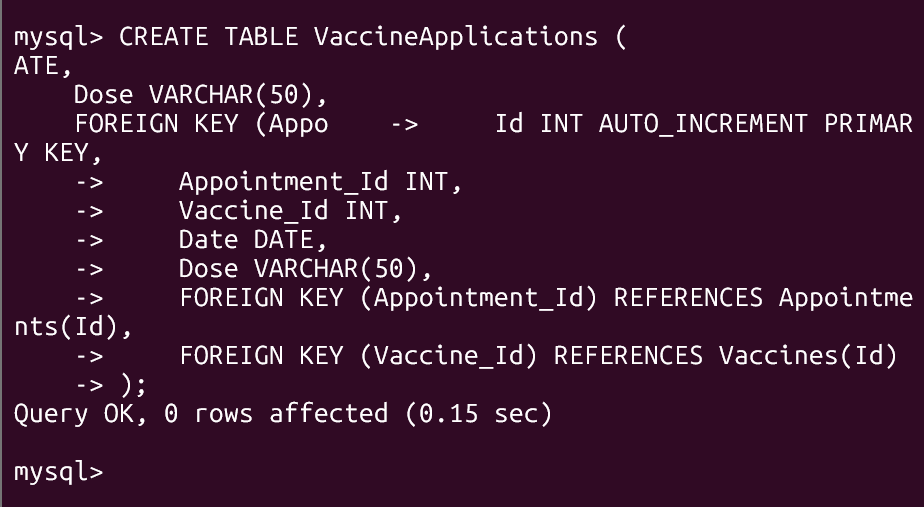 mysql> CREATE TABLE VaccineApplications (
ATE,
    Dose VARCHAR(50),
    FOREIGN KEY (Appo    ->     Id INT AUTO_INCREMENT PRIMAR
Y KEY,
    ->     Appointment_Id INT,
    ->     Vaccine_Id INT,
    ->     Date DATE,
    ->     Dose VARCHAR(50),
    ->     FOREIGN KEY (Appointment_Id) REFERENCES Appointme
nts(Id),
    ->     FOREIGN KEY (Vaccine_Id) REFERENCES Vaccines(Id)
    -> );
Query OK, 0 rows affected (0.15 sec)
mysql>